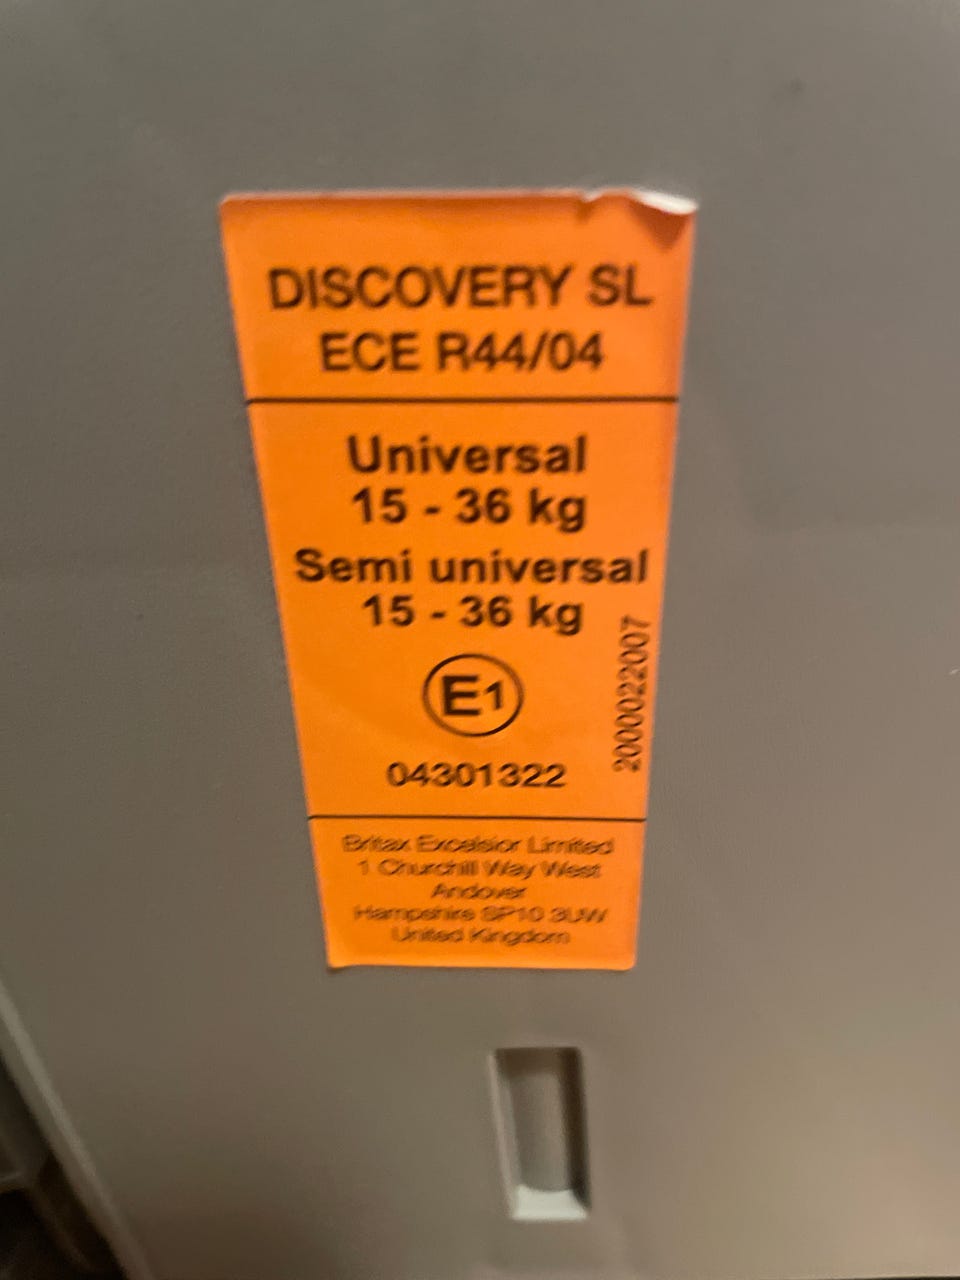 DISCOVERY SL
ECE R44/04
Universal
15 - 36 kg
Semi universal
15 - 36 kg
E1
04301322
2000022007
Britax Excelsior Limited
1 Churchill Way West
Andover
Hampshire SP10 3UW
United Kingdom